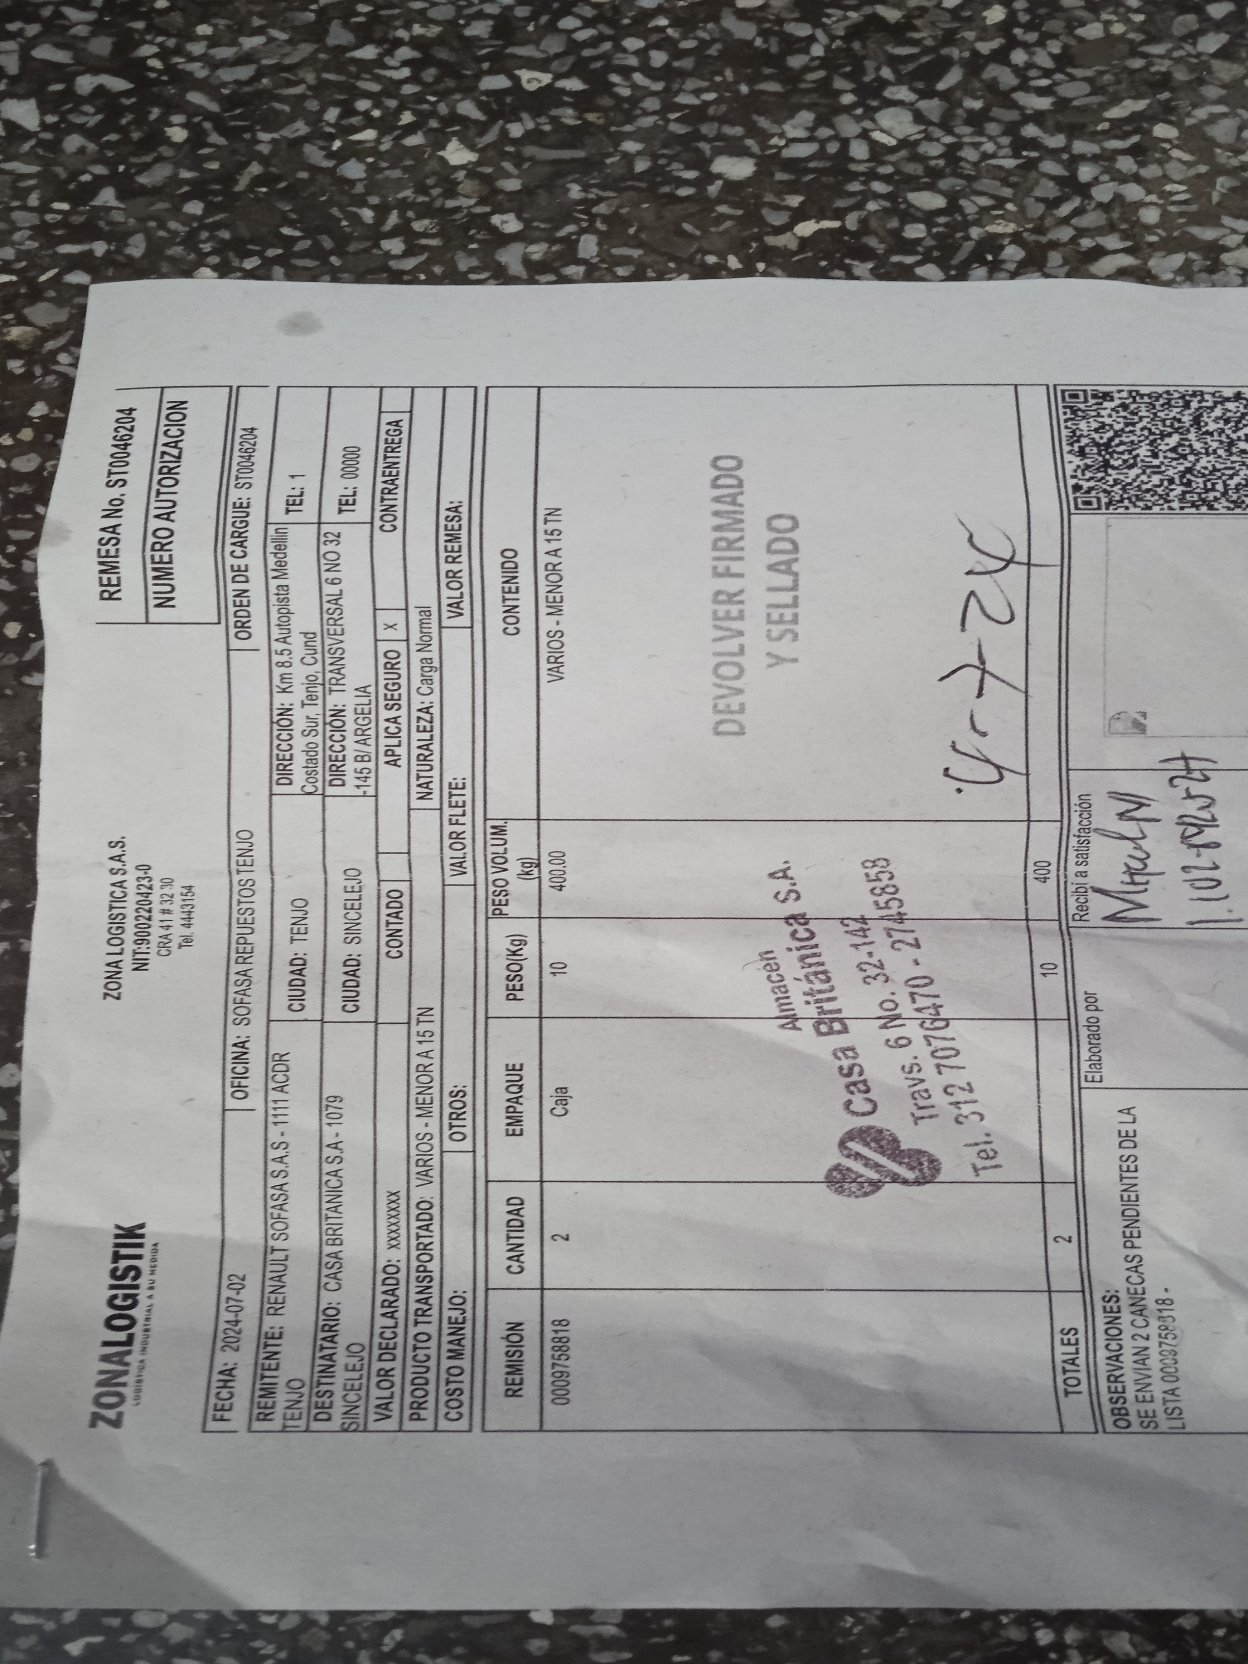 ZONALOGISTIK
LOGISTICA INDUSTRIAL A SU MEDIDA
ZONA LOGISTICA S.A.S.
NIT:900220423-0
CRA 41 # 32 30
Tel. 4443154
REMESA No. ST0046204
NUMERO AUTORIZACION
FECHA: 2024-07-02 OFICINA: SOFASA REPUESTOS TENJO ORDEN DE CARGUE: ST0046204
REMITENTE: RENAULT SOFASA S.A.S - 1111 ACDR
TENJO
CIUDAD: TENJO
DIRECCIÓN: Km 8.5 Autopista Medellin
Costado Sur, Tenjo, Cund
TEL: 1
DESTINATARIO: CASA BRITANICA S.A - 1079
SINCELEJO
CIUDAD: SINCELEJO
DIRECCIÓN: TRANSVERSAL 6 NO 32
-145 B/ ARGELIA
TEL: 00000
VALOR DECLARADO: xxxxxxx CONTADO APLICA SEGURO X CONTRAENTREGA
PRODUCTO TRANSPORTADO: VARIOS - MENOR A 15 TN NATURALEZA: Carga Normal
COSTO MANEJO: OTROS: VALOR FLETE: VALOR REMESA:
REMISIÓN CANTIDAD EMPAQUE PESO(Kg) PESO VOLUM. (kg) CONTENIDO
0009758818 2 Caja 10 400.00 VARIOS - MENOR A 15 TN
DEVOLVER FIRMADO
Y SELLADO
Almacen
Casa Británica S.A.
Travs. 6 No. 32-142
Tel. 312 7076470 - 2745858
4-7-24
TOTALES 2 10 400
OBSERVACIONES:
SE ENVIAN 2 CANECAS PENDIENTES DE LA
LISTA 0009758818 -
Elaborado por
Recibí a satisfacción